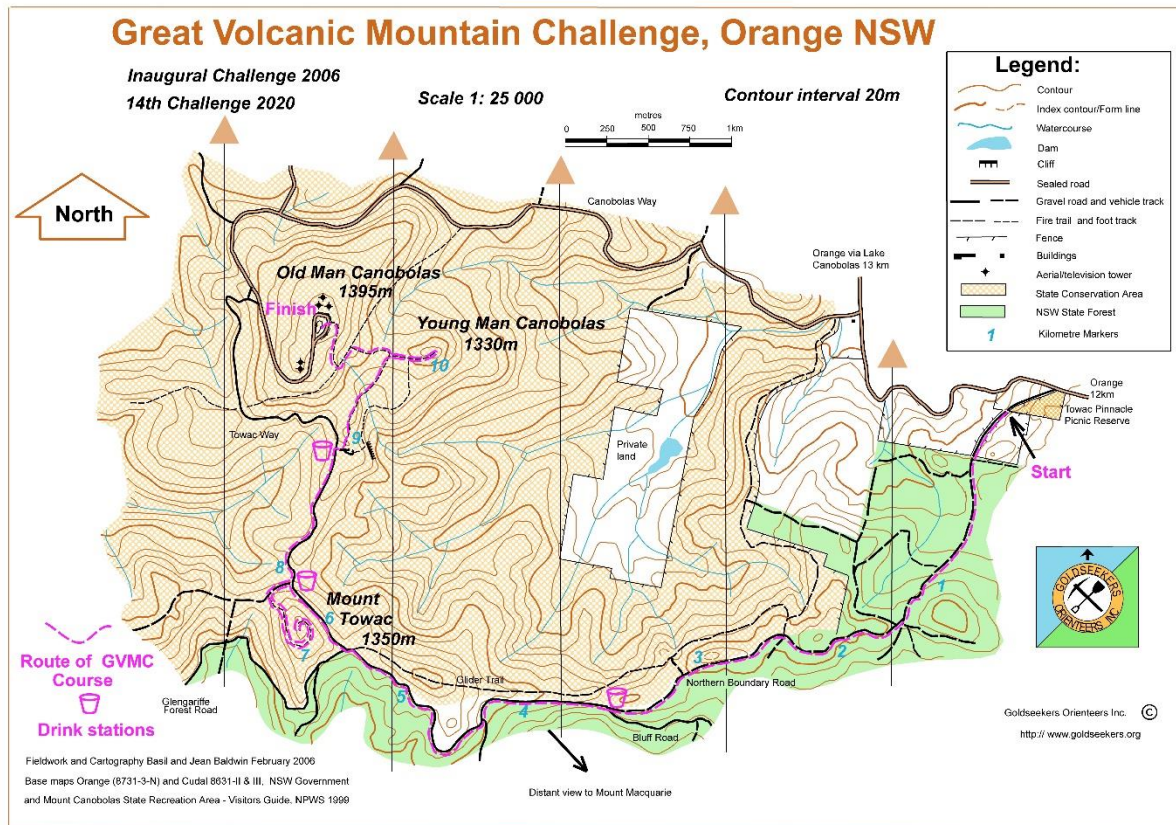 Great Volcanic Mountain Challenge, Orange NSW
Inaugural Challenge 2006
14th Challenge 2020
Scale 1: 25 000
Contour interval 20m
metres
0 250 500 750 1km
North
Legend:
Contour
Index contour/Form line
Watercourse
Dam
Cliff
Sealed road
Gravel road and vehicle track
Fire trail and foot track
Fence
Buildings
Aerial/television tower
State Conservation Area
NSW State Forest
1 Kilometre Markers
Canobolas Way
Orange via Lake
Canobolas 13 km
Old Man Canobolas
1395m
Finish
Young Man Canobolas
1330m
10
Orange
12km
Towac Pinnacle
Picnic Reserve
Start
Towac Way
9
Private
land
8
1
Mount
Towac
1350m
6
7
2
3
Northern Boundary Road
Glider Trail
5
4
Bluff Road
Glengariffe
Forest Road
Route of GVMC
Course
Drink stations
GOLDSEEKERS
ORIENTEERS INC
Goldseekers Orienteers Inc. ©
http:// www.goldseekers.org
Distant view to Mount Macquarie
Fieldwork and Cartography Basil and Jean Baldwin February 2006
Base maps Orange (8731-3-N) and Cudal 8631-II & III, NSW Government
and Mount Canobolas State Recreation Area - Visitors Guide, NPWS 1999